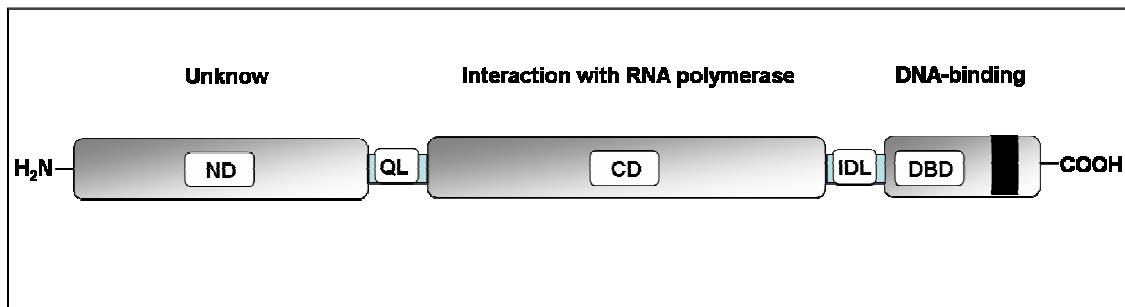 Unknow Interaction with RNA polymerase DNA-binding
H₂N ND QL CD IDL DBD COOH